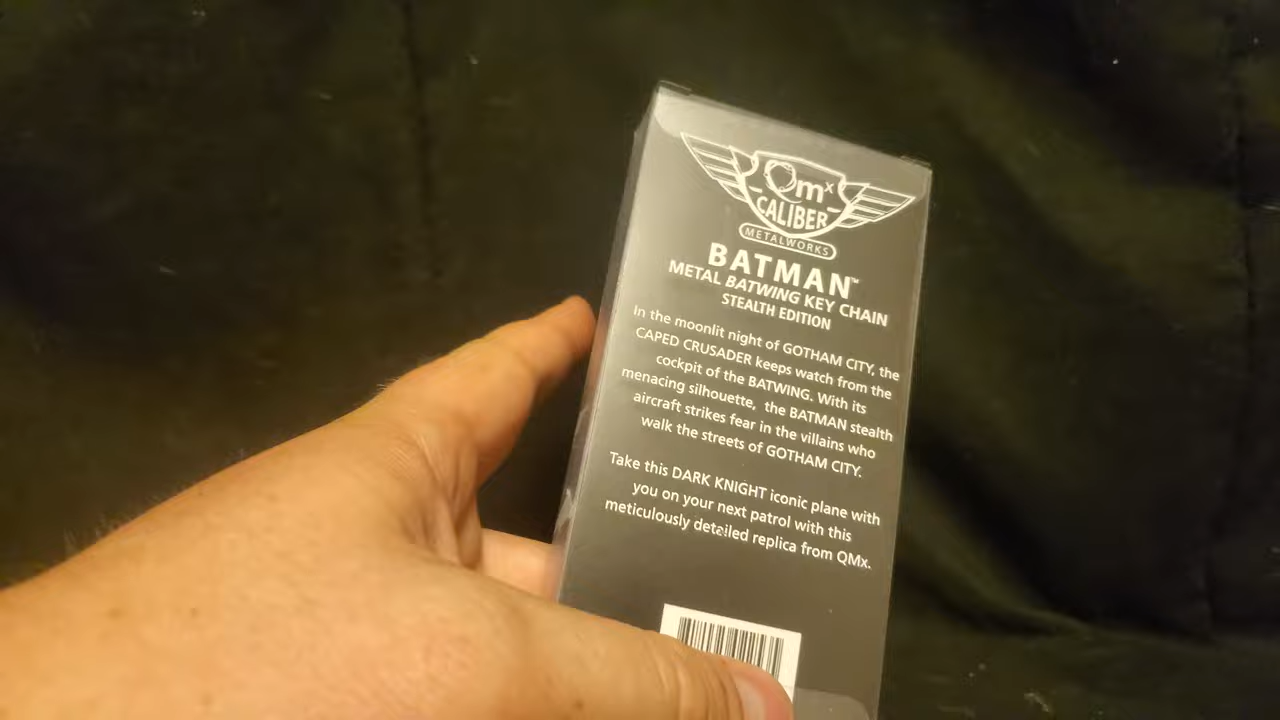 Qmx
CALIBER
METALWORKS
BATMAN™
METAL BATWING KEY CHAIN
STEALTH EDITION
In the moonlit night of GOTHAM CITY, the
CAPED CRUSADER keeps watch from the
cockpit of the BATWING. With its
menacing silhouette, the BATMAN stealth
aircraft strikes fear in the villains who
walk the streets of GOTHAM CITY.
Take this DARK KNIGHT iconic plane with
you on your next patrol with this
meticulously detailed replica from QMx.